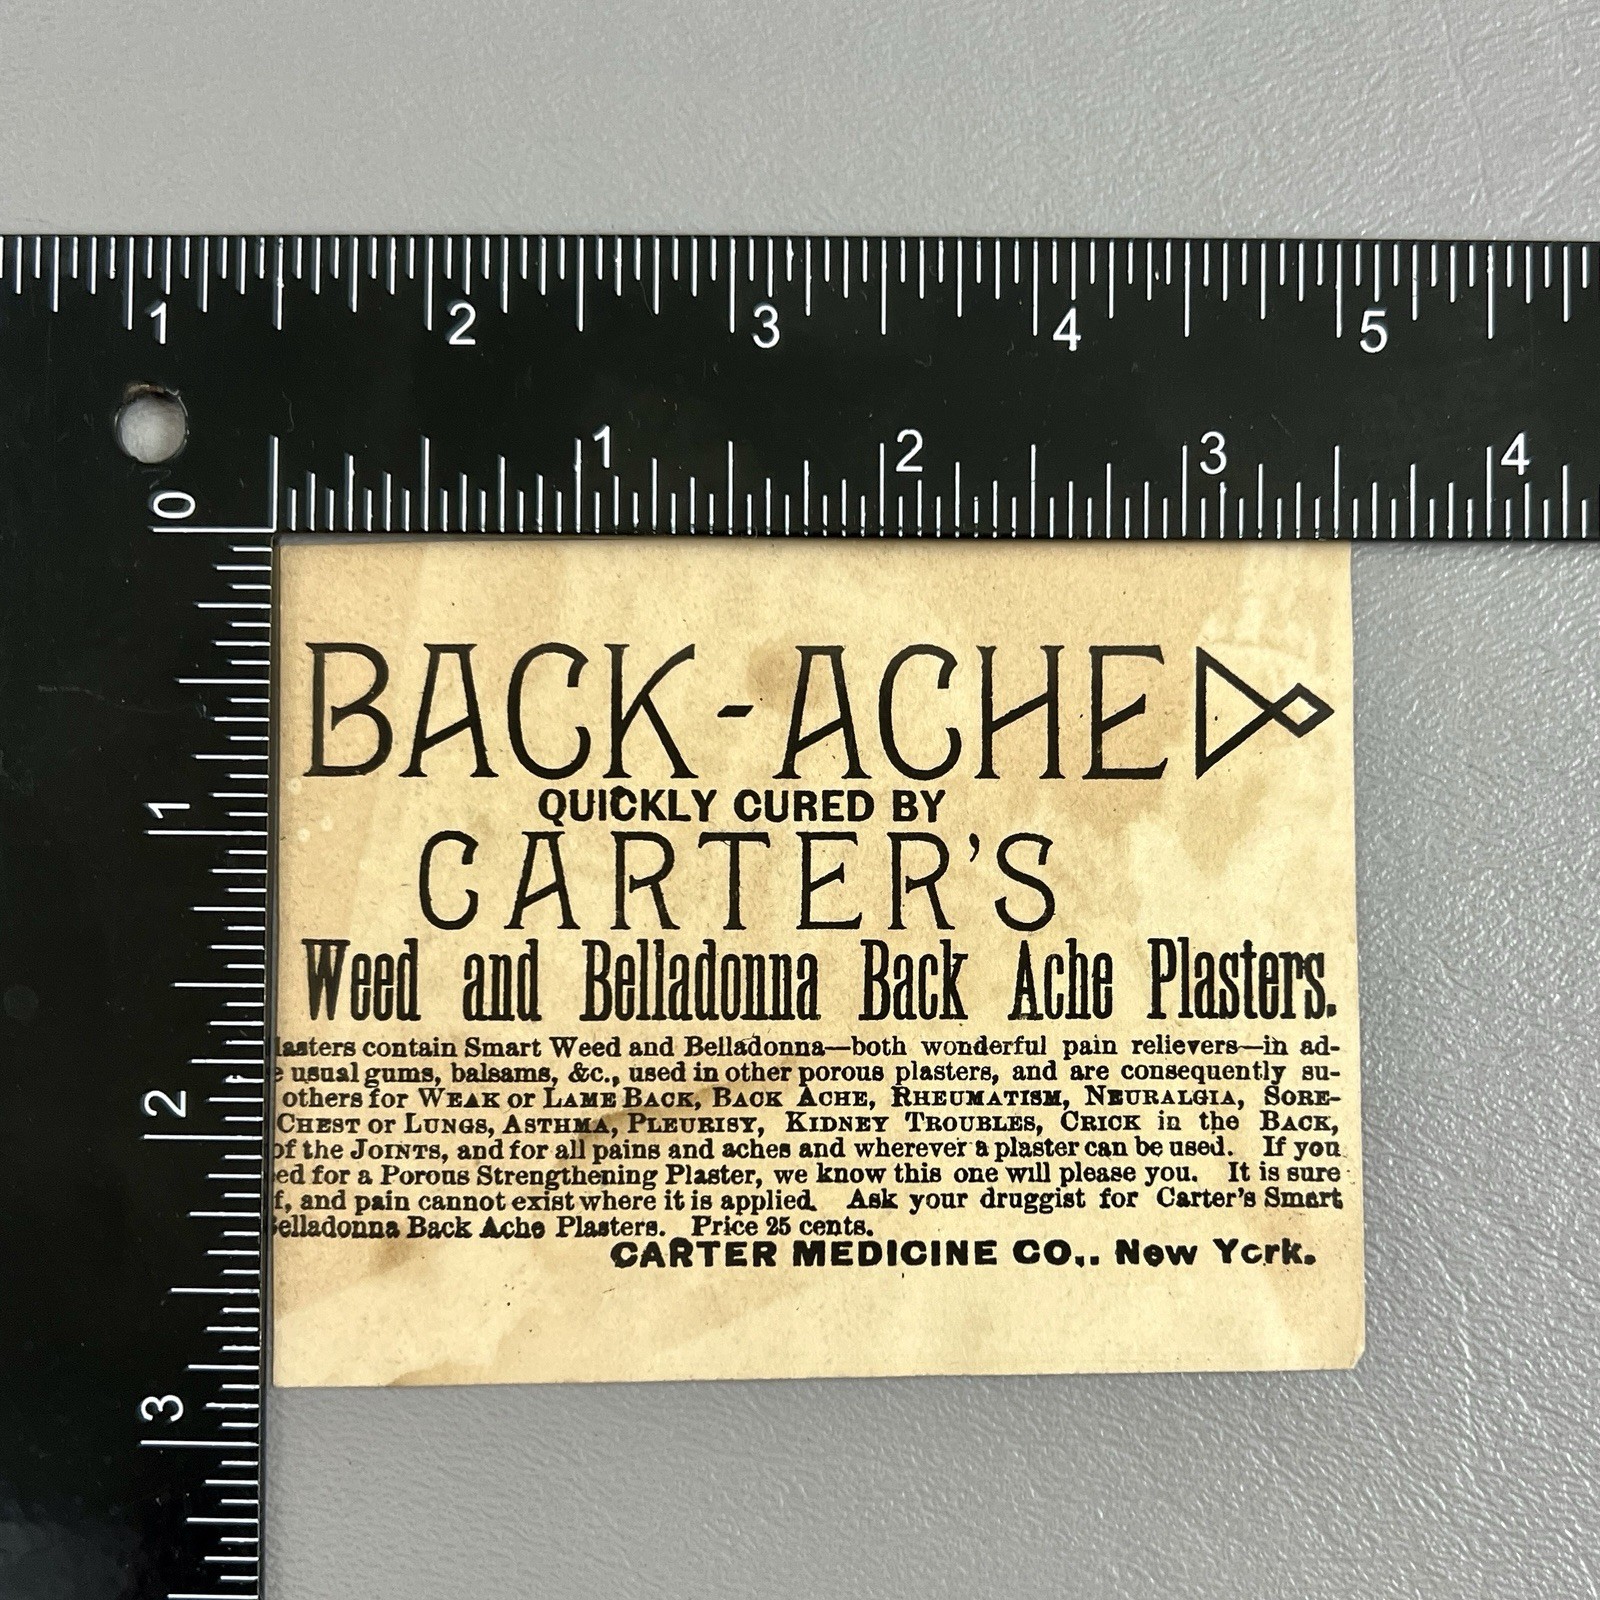 1 2 3 4 5
1 2 3 4
0
1
2
3
BACK-ACHE
QUICKLY CURED BY
CARTER'S
Weed and Belladonna Back Ache Plasters.
lasters contain Smart Weed and Belladonna—both wonderful pain relievers—in ad-
e usual gums, balsams, &c., used in other porous plasters, and are consequently su-
others for WEAK or LAME BACK, BACK ACHE, RHEUMATISM, NEURALGIA, SORE-
CHEST or LUNGS, ASTHMA, PLEURISY, KIDNEY TROUBLES, CRICK in the BACK,
of the JOINTS, and for all pains and aches and wherever a plaster can be used. If you
ed for a Porous Strengthening Plaster, we know this one will please you. It is sure
f, and pain cannot exist where it is applied. Ask your druggist for Carter's Smart
Belladonna Back Ache Plasters. Price 25 cents.
CARTER MEDICINE CO,. New York.